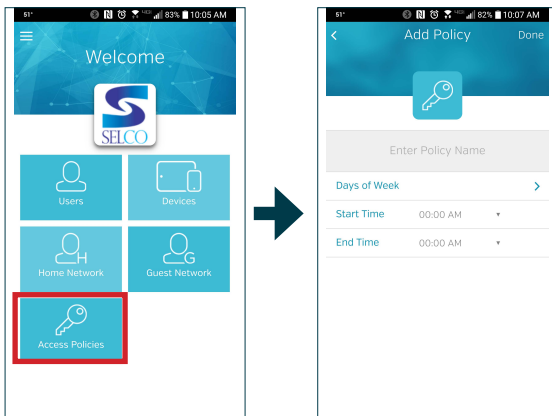 51°
4G 83% 10:05 AM
Welcome
SELCO
Users
Devices
H
Home Network
G
Guest Network
Access Policies
51°
4G 82% 10:07 AM
Add Policy
Done
Enter Policy Name
Days of Week
Start Time 00:00 AM
End Time 00:00 AM